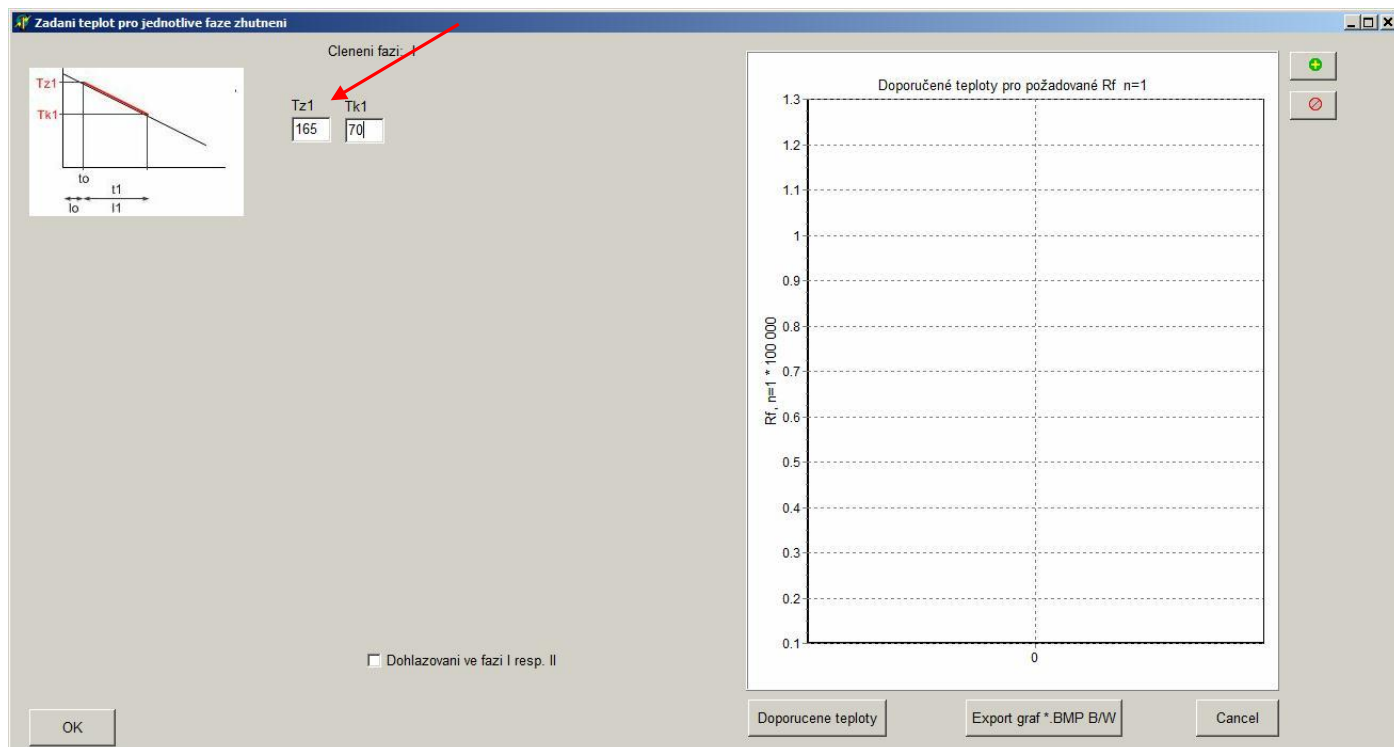 Zadani teplot pro jednotlive faze zhutneni
Cleneni fazi: I
Tz1
Tk1
to
t1
lo l1
Tz1 Tk1
165 70
Dohlazovani ve fazi I resp. II
OK
Doporučené teploty pro požadované Rf n=1
Rf, n=1 * 100 000
1.3
1.2
1.1
1
0.9
0.8
0.7
0.6
0.5
0.4
0.3
0.2
0.1
0
Doporucene teploty Export graf *.BMP B/W Cancel